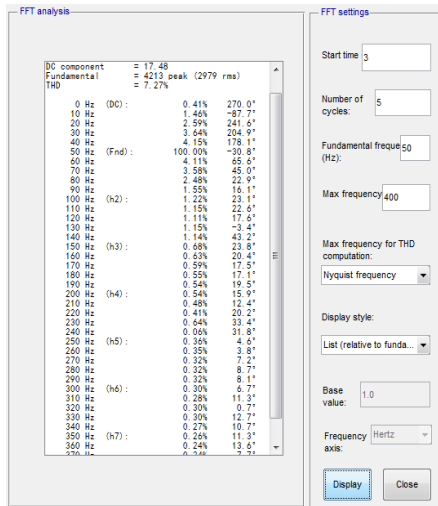 FFT analysis
DC component = 17.48
Fundamental = 4213 peak (2979 rms)
THD = 7.27%
0 Hz (DC): 0.41% 270.0°
10 Hz 1.46% -87.7°
20 Hz 2.59% 241.6°
30 Hz 3.64% 204.9°
40 Hz 4.15% 178.1°
50 Hz (Fnd): 100.00% -30.8°
60 Hz 4.11% 65.6°
70 Hz 3.58% 45.0°
80 Hz 2.48% 22.9°
90 Hz 1.55% 16.1°
100 Hz (h2): 1.22% 23.1°
110 Hz 1.15% 22.6°
120 Hz 1.11% 17.6°
130 Hz 1.15% -3.4°
140 Hz 1.14% 43.2°
150 Hz (h3): 0.68% 23.8°
160 Hz 0.63% 20.4°
170 Hz 0.59% 17.5°
180 Hz 0.55% 17.1°
190 Hz 0.54% 19.5°
200 Hz (h4): 0.54% 15.9°
210 Hz 0.48% 12.4°
220 Hz 0.41% 20.2°
230 Hz 0.64% 33.4°
240 Hz 0.06% 31.8°
250 Hz (h5): 0.36% 4.6°
260 Hz 0.35% 3.8°
270 Hz 0.32% 7.2°
280 Hz 0.32% 8.7°
290 Hz 0.32% 8.1°
300 Hz (h6): 0.30% 6.7°
310 Hz 0.28% 11.3°
320 Hz 0.30% 0.7°
330 Hz 0.30% 12.7°
340 Hz 0.27% 10.7°
350 Hz (h7): 0.26% 11.3°
360 Hz 0.24% 13.6°
370 Hz 0.24% 7.7°
FFT settings
Start time 3
Number of
cycles: 5
Fundamental freque 50
(Hz):
Max frequency 400
Max frequency for THD
computation:
Nyquist frequency
Display style:
List (relative to funda...
Base
value: 1.0
Frequency
axis: Hertz
Display Close